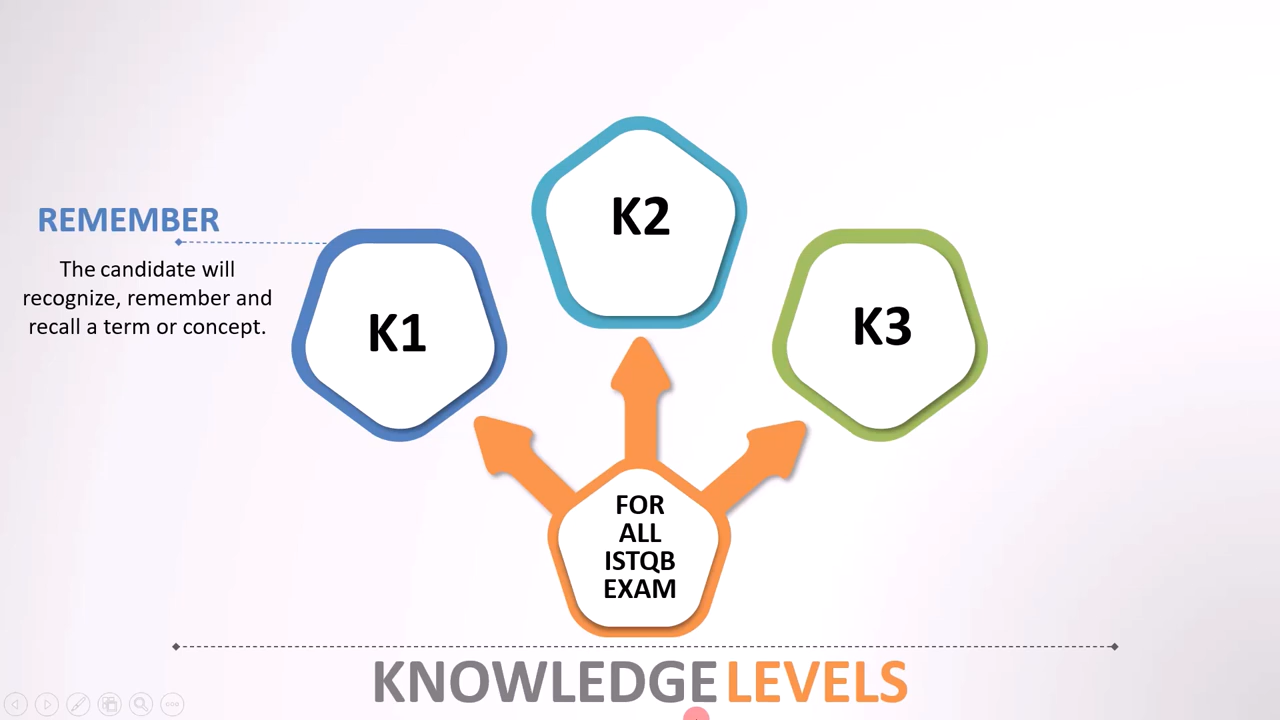 REMEMBER
The candidate will
recognize, remember and
recall a term or concept.
K1
K2
K3
FOR
ALL
ISTQB
EXAM
KNOWLEDGE LEVELS